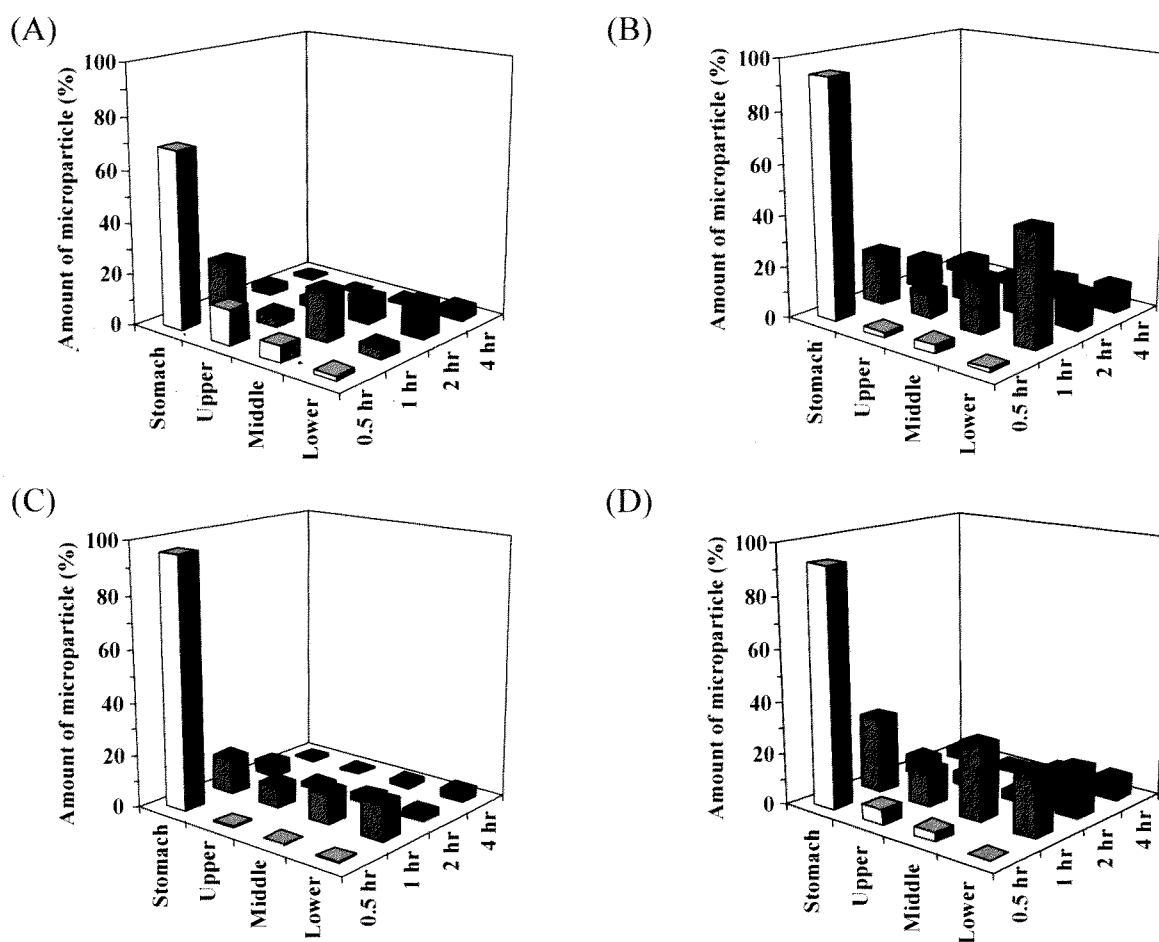 (A)
Amount of microparticle (%)
100
80
60
40
20
0
Stomach
Upper
Middle
Lower
0.5 hr
1 hr
2 hr
4 hr
(B)
Amount of microparticle (%)
100
80
60
40
20
0
Stomach
Upper
Middle
Lower
0.5 hr
1 hr
2 hr
4 hr
(C)
Amount of microparticle (%)
100
80
60
40
20
0
Stomach
Upper
Middle
Lower
0.5 hr
1 hr
2 hr
4 hr
(D)
Amount of microparticle (%)
100
80
60
40
20
0
Stomach
Upper
Middle
Lower
0.5 hr
1 hr
2 hr
4 hr